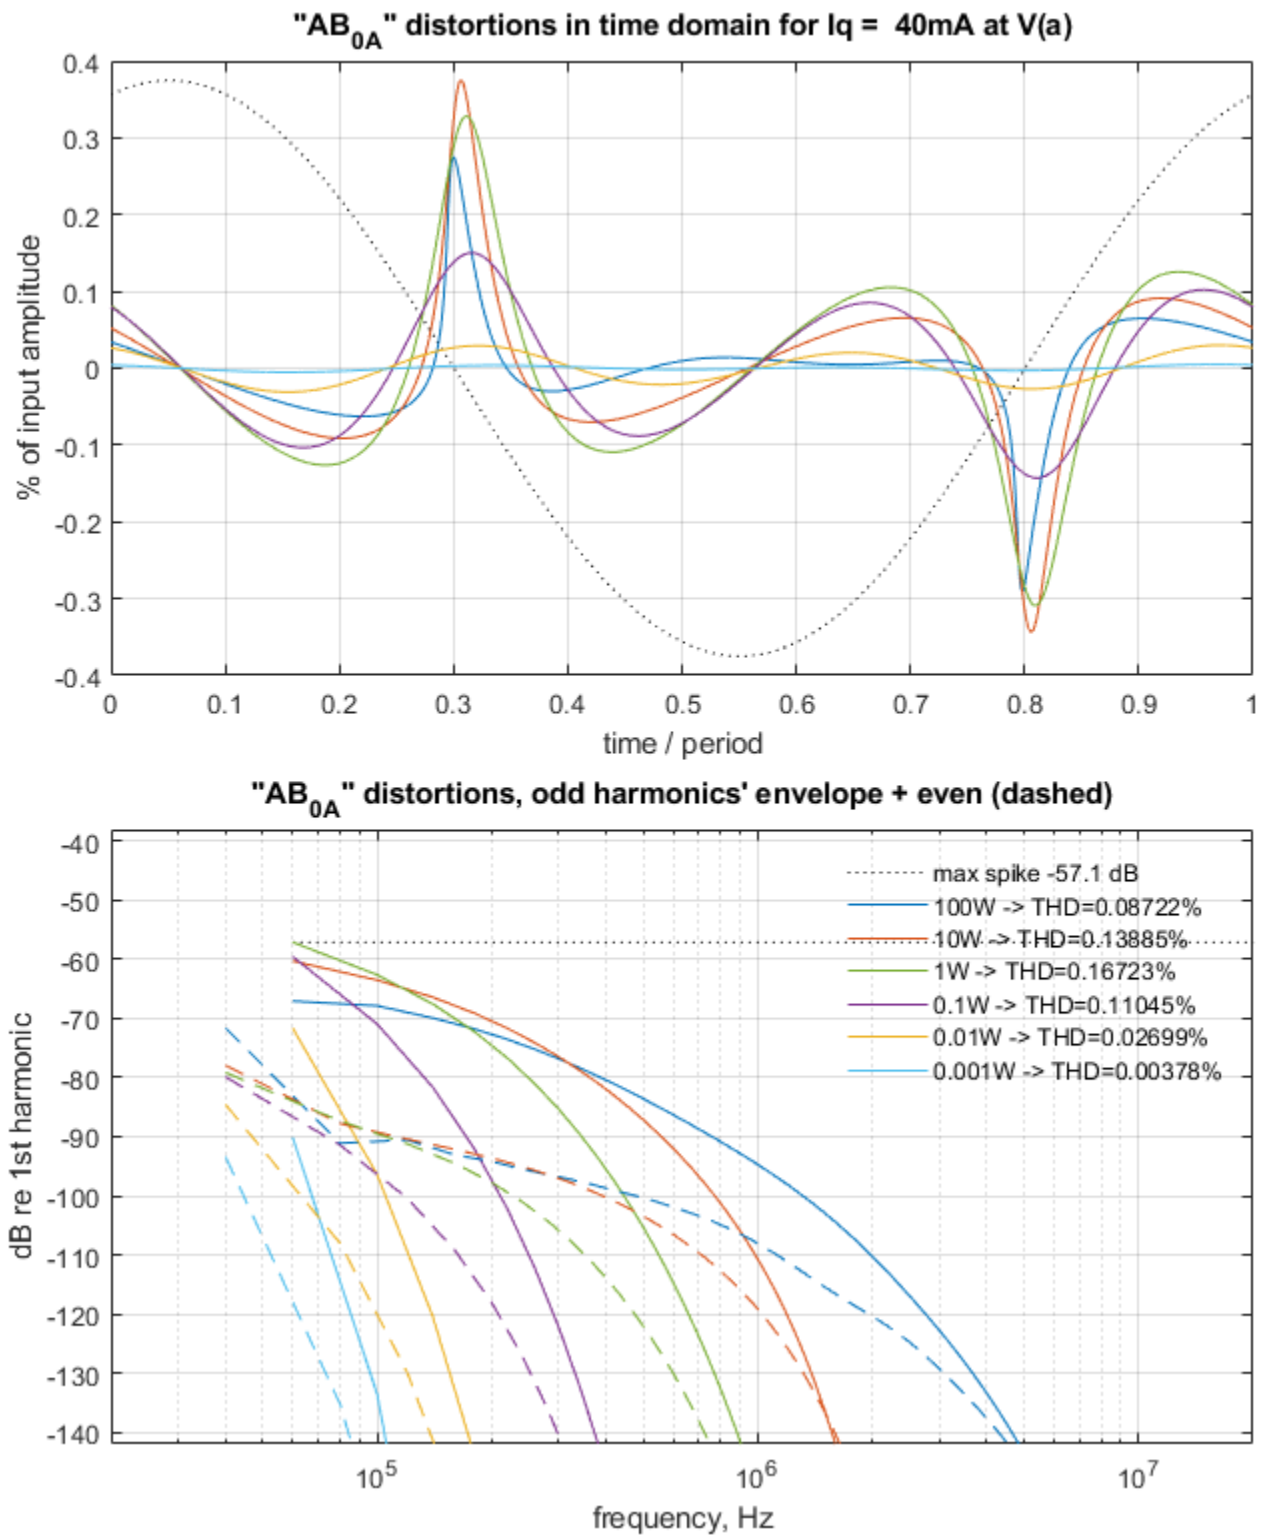 "AB0A" distortions in time domain for Iq =  40mA at V(a)
0.4
0.3
0.2
0.1
0
-0.1
-0.2
-0.3
-0.4
% of input amplitude
0 0.1 0.2 0.3 0.4 0.5 0.6 0.7 0.8 0.9 1
time / period
"AB0A" distortions, odd harmonics' envelope + even (dashed)
-40
-50
-60
-70
-80
-90
-100
-110
-120
-130
-140
dB re 1st harmonic
max spike -57.1 dB
100W -> THD=0.08722%
10W -> THD=0.13885%
1W -> THD=0.16723%
0.1W -> THD=0.11045%
0.01W -> THD=0.02699%
0.001W -> THD=0.00378%
10^5 10^6 10^7
frequency, Hz